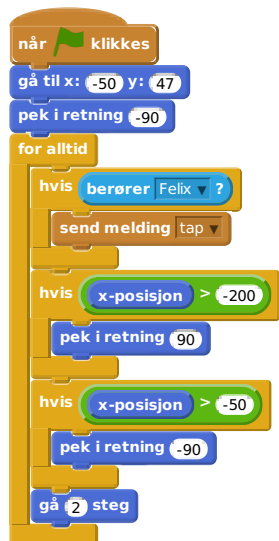 når klikkes
gå til x: -50 y: 47
pek i retning -90
for alltid
hvis berører Felix ?
send melding tap
hvis x-posisjon > -200
pek i retning 90
hvis x-posisjon > -50
pek i retning -90
gå 2 steg